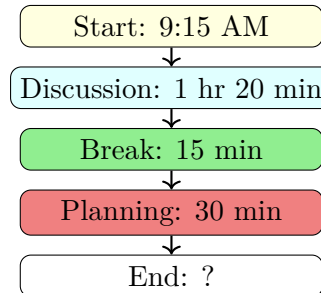 Start: 9:15 AM
Discussion: 1 hr 20 min
Break: 15 min
Planning: 30 min
End: ?